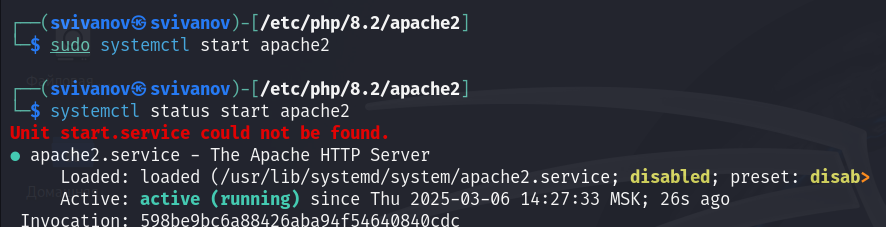 ┌──(svivanov㉿svivanov)-[/etc/php/8.2/apache2]
└─$ sudo systemctl start apache2
┌──(svivanov㉿svivanov)-[/etc/php/8.2/apache2]
└─$ systemctl status start apache2
Unit start.service could not be found.
● apache2.service - The Apache HTTP Server
Loaded: loaded (/usr/lib/systemd/system/apache2.service; disabled; preset: disab>
Active: active (running) since Thu 2025-03-06 14:27:33 MSK; 26s ago
Invocation: 598be9bc6a88426aba94f54640840cdc